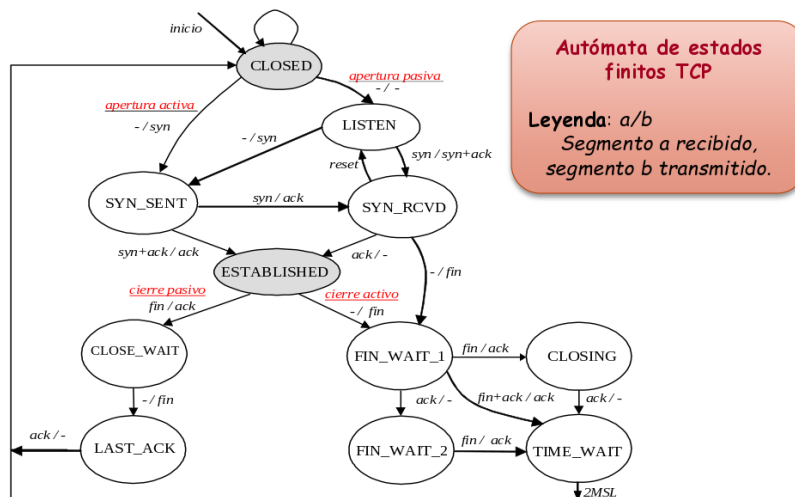 inicio
CLOSED
Autómata de estados
finitos TCP
Leyenda: a/b
Segmento a recibido,
segmento b transmitido.
apertura activa
- / syn
apertura pasiva
- / -
LISTEN
- / syn
reset
syn / syn+ack
SYN_SENT
syn / ack
SYN_RCVD
syn+ack / ack
ack / -
ESTABLISHED
- / fin
cierre pasivo
fin / ack
cierre activo
- / fin
CLOSE_WAIT
FIN_WAIT_1
fin / ack
CLOSING
- / fin
ack / -
fin+ack / ack
ack / -
ack / -
LAST_ACK
FIN_WAIT_2
fin / ack
TIME_WAIT
2MSL